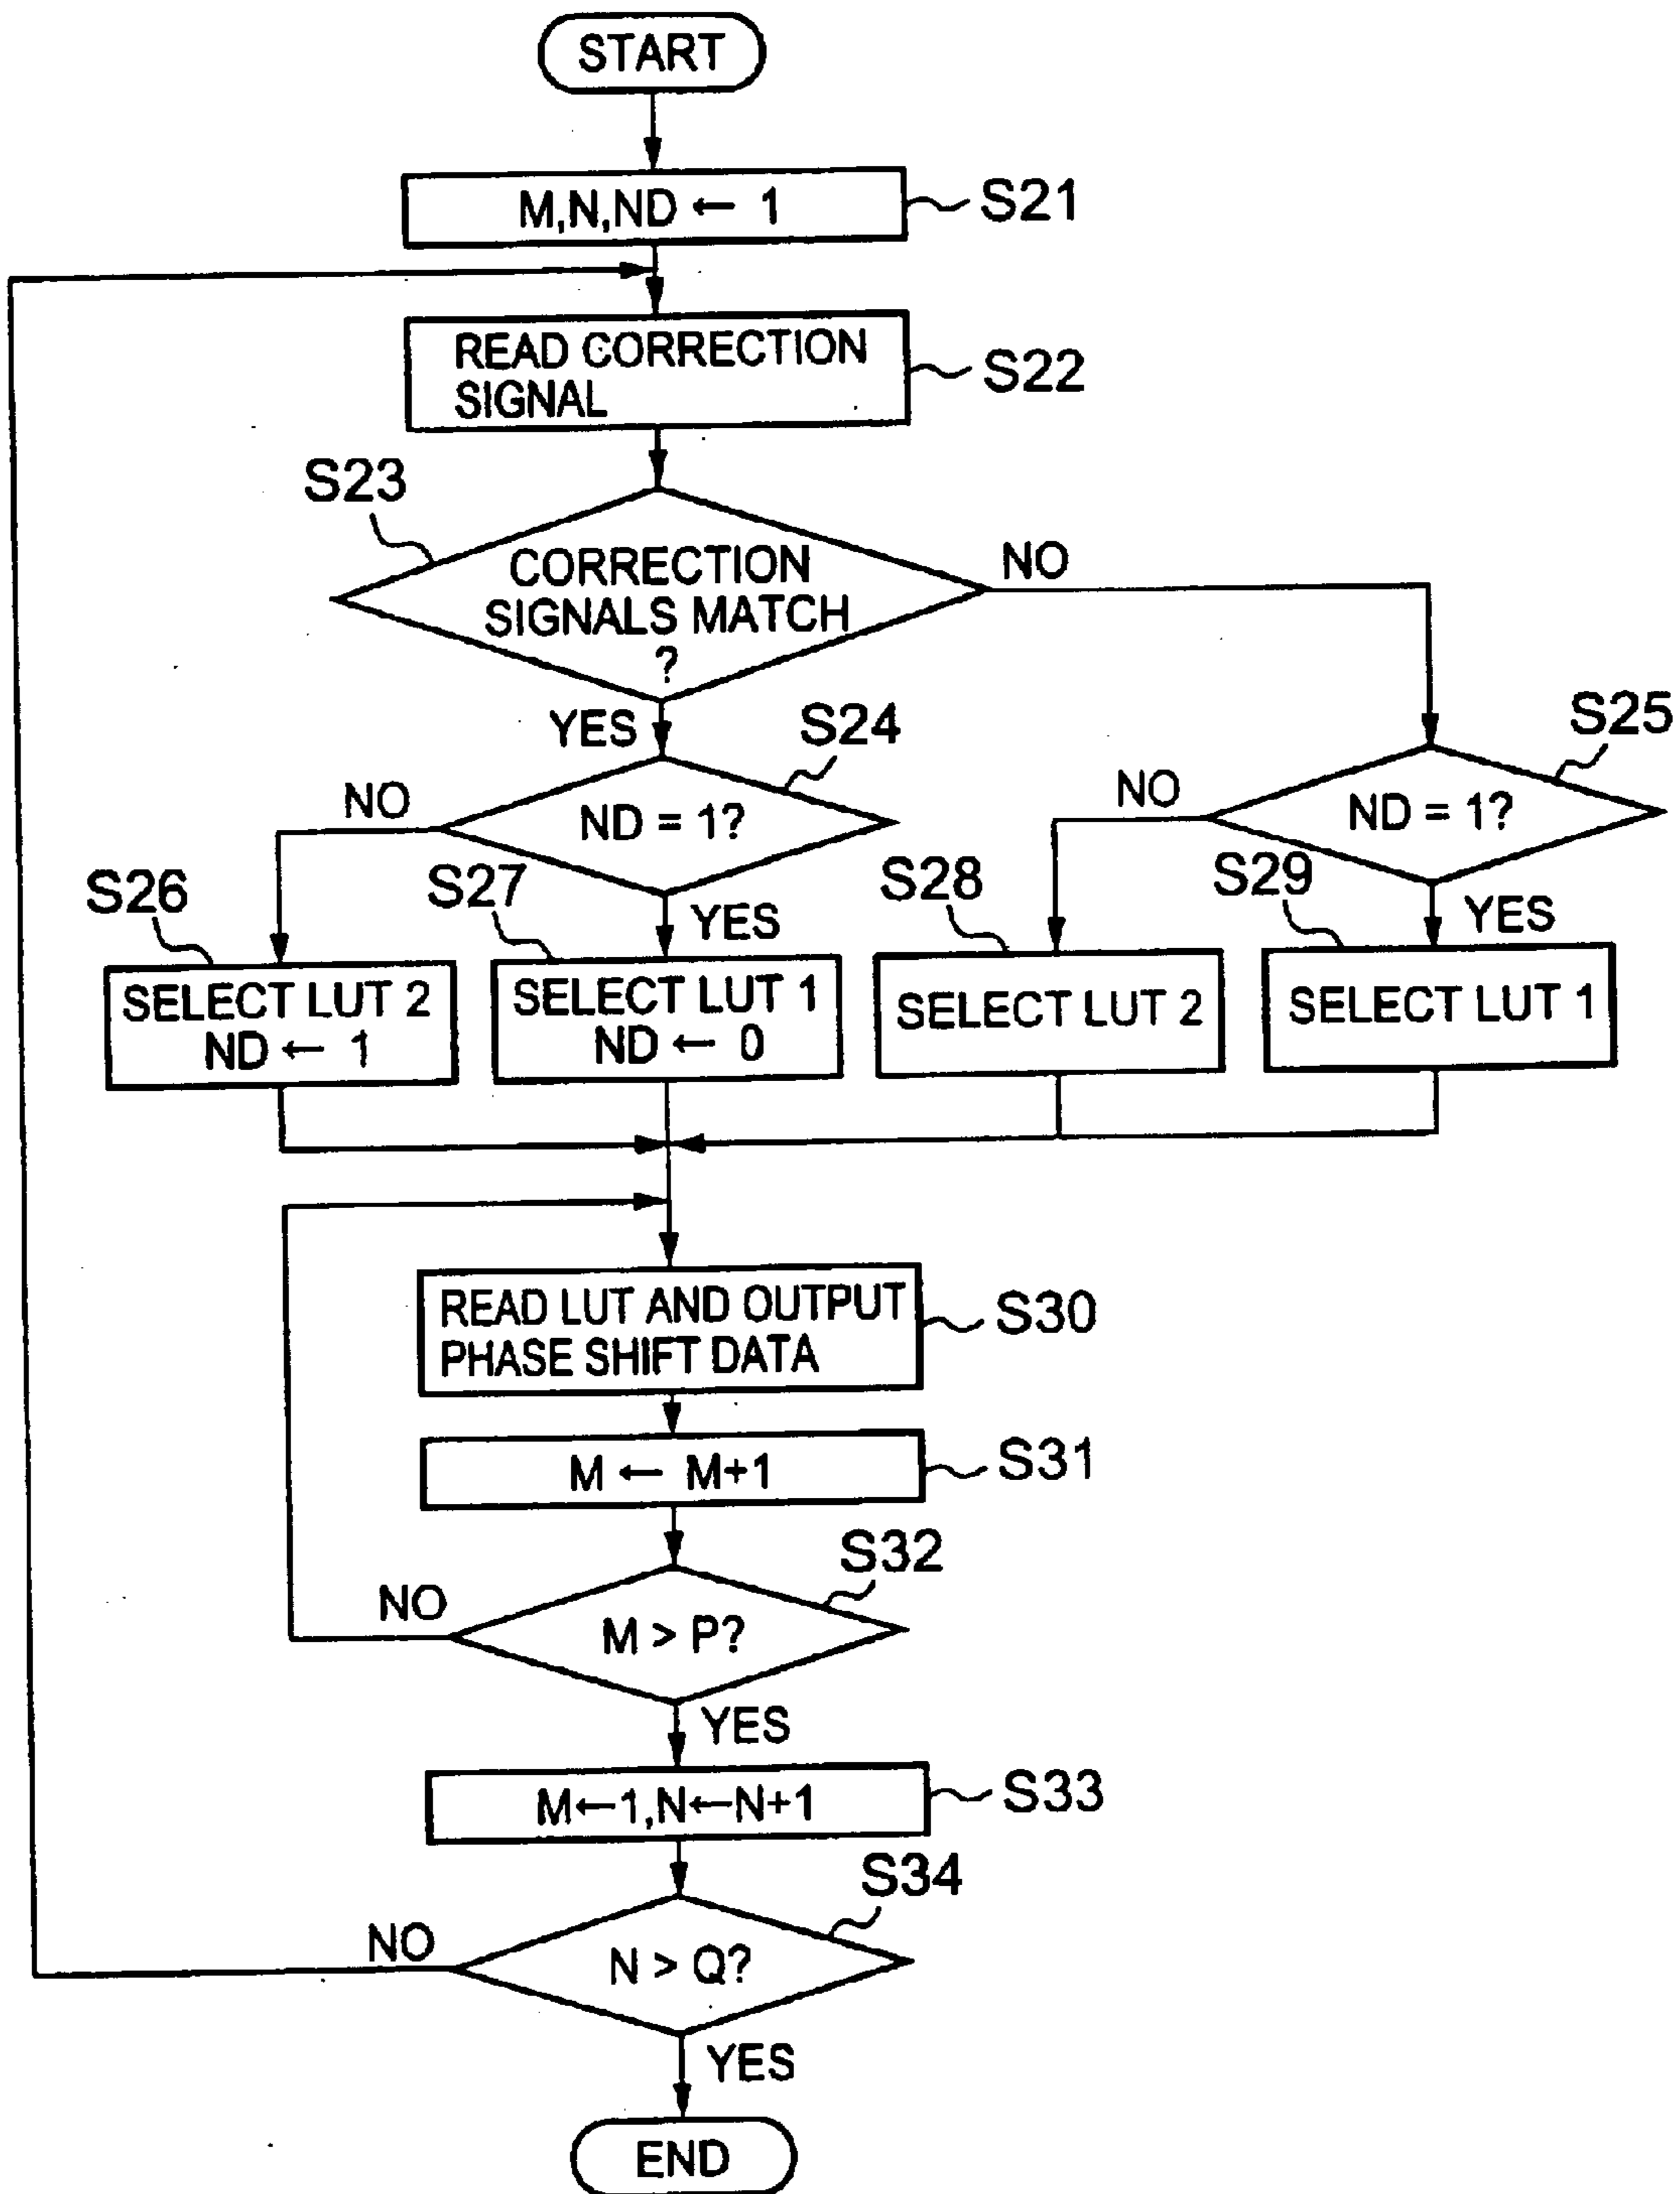 START
M,N,ND ← 1
S21
READ CORRECTION
SIGNAL
S22
S23
CORRECTION
SIGNALS MATCH
?
NO
YES
S24
ND = 1?
NO
YES
S25
ND = 1?
NO
YES
S26
SELECT LUT 2
ND ← 1
S27
SELECT LUT 1
ND ← 0
S28
SELECT LUT 2
S29
SELECT LUT 1
READ LUT AND OUTPUT
PHASE SHIFT DATA
S30
M ← M+1
S31
S32
M > P?
NO
YES
M←1,N←N+1
S33
S34
N > Q?
NO
YES
END